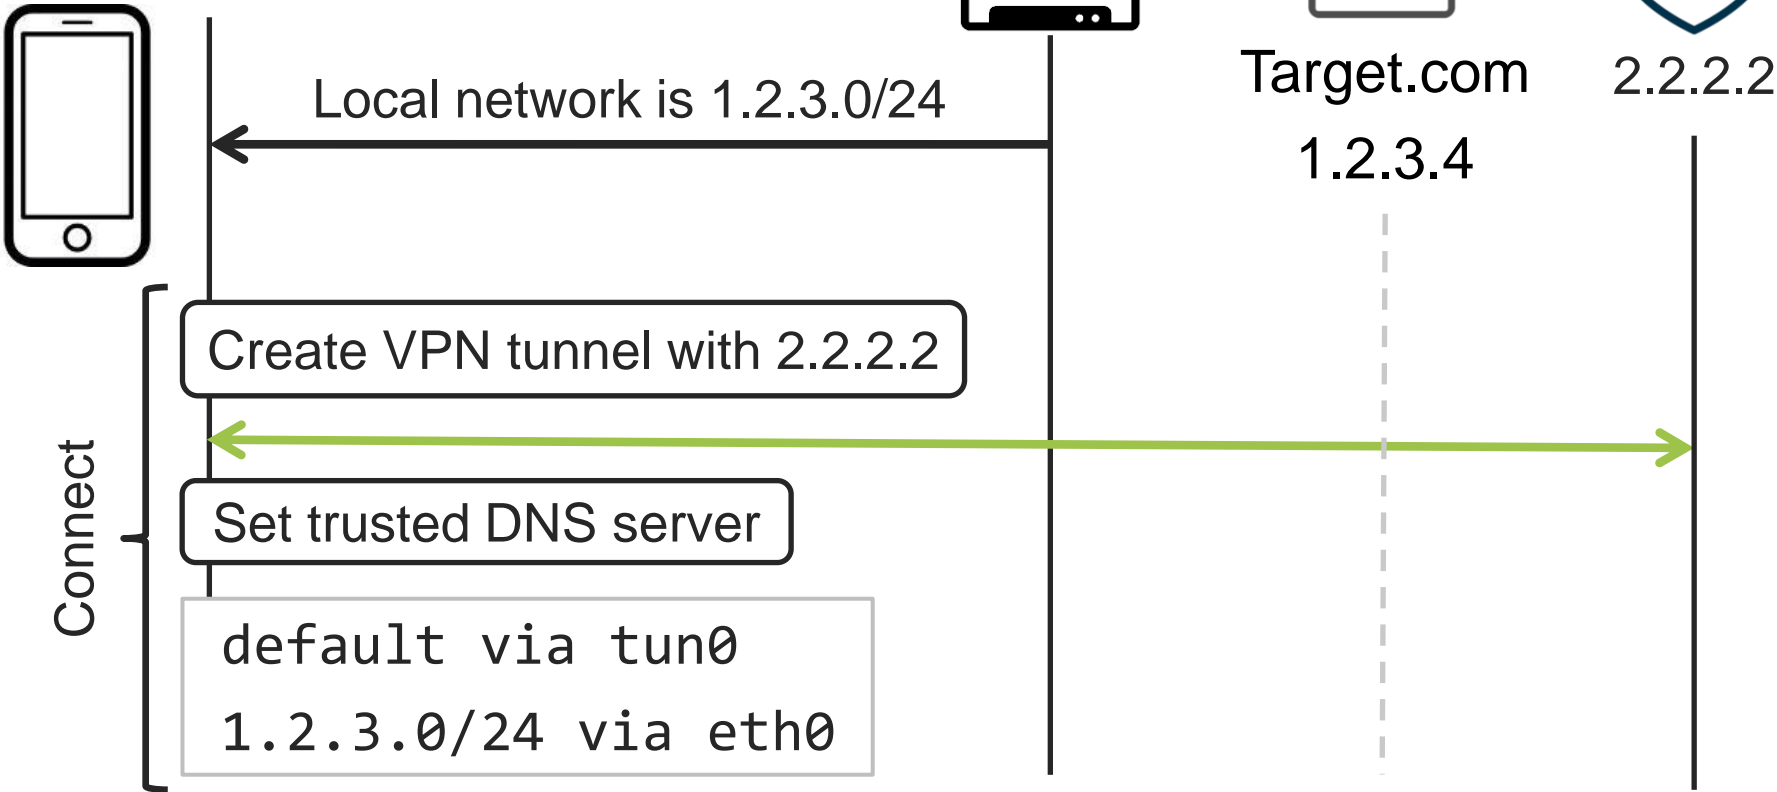 Local network is 1.2.3.0/24
Target.com
1.2.3.4
2.2.2.2
Connect
Create VPN tunnel with 2.2.2.2
Set trusted DNS server
default via tun0
1.2.3.0/24 via eth0